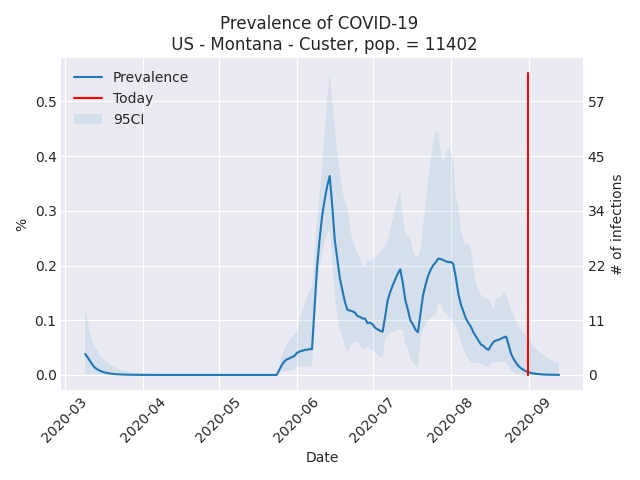 Prevalence of COVID-19
US - Montana - Custer, pop. = 11402
Prevalence
Today
95CI
%
0.5
0.4
0.3
0.2
0.1
0.0
57
45
34
22
11
0
# of infections
2020-03
2020-04
2020-05
2020-06
2020-07
2020-08
2020-09
Date